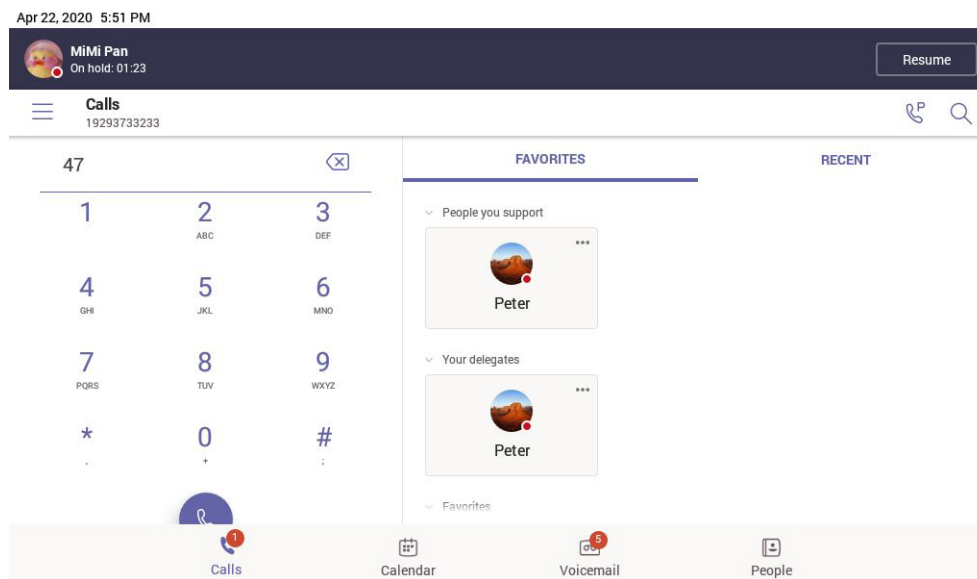 Apr 22, 2020 5:51 PM
MiMi Pan
On hold: 01:23
Resume
Calls
19293733233
P
47
FAVORITES
RECENT
1
2
ABC
3
DEF
4
GHI
5
JKL
6
MNO
7
PQRS
8
TUV
9
WXYZ
*
,
0
+
#
;
People you support
Peter
Your delegates
Peter
Favorites
1
Calls
Calendar
5
Voicemail
People